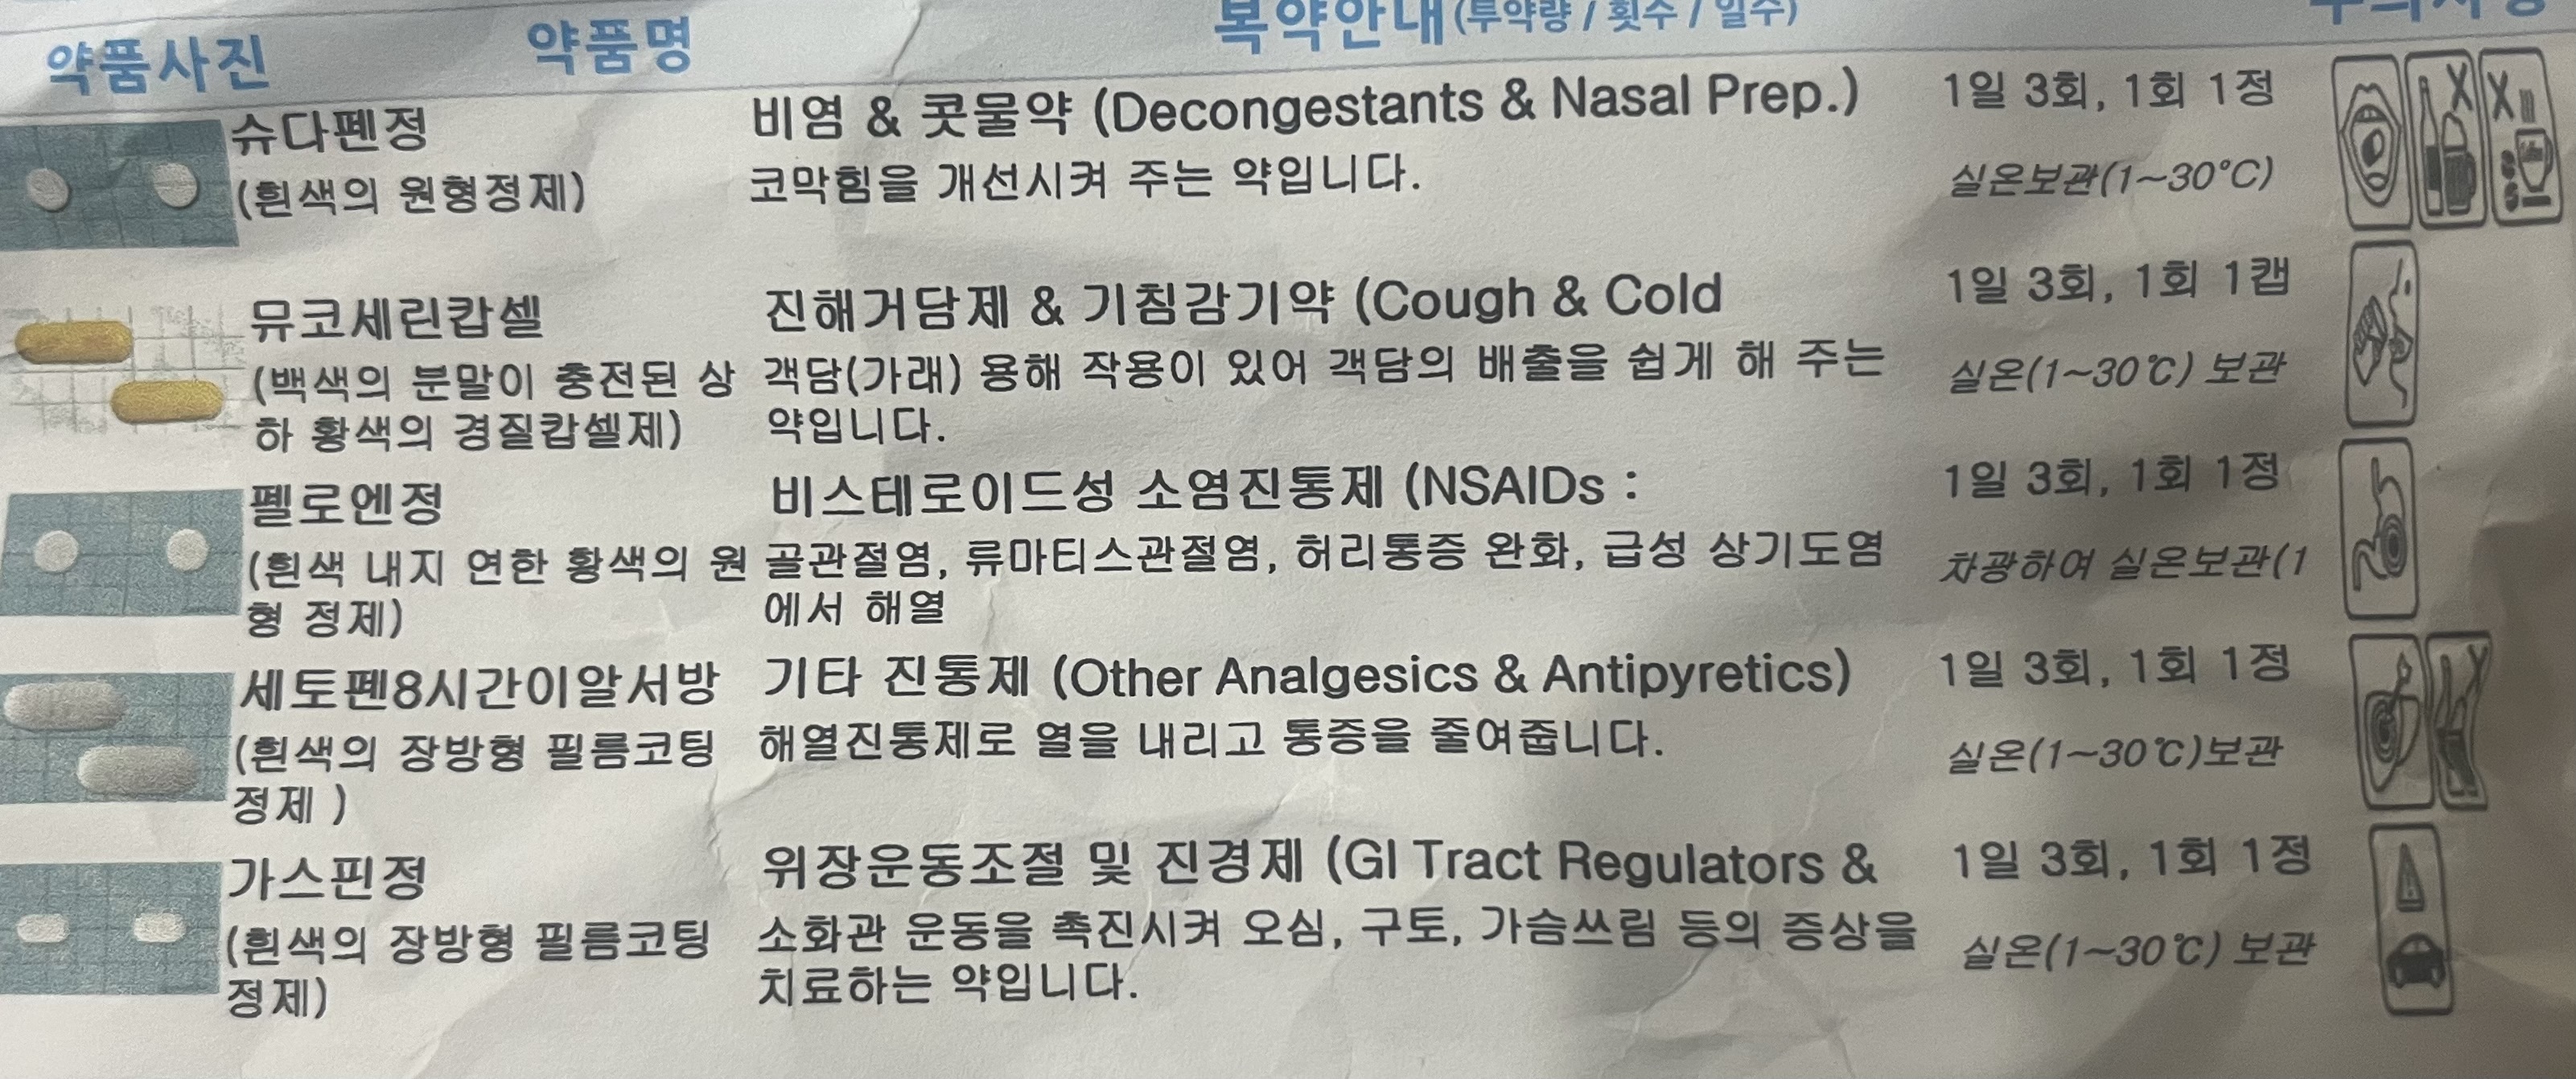 약품사진 약품명 복약안내(투약량 / 횟수 / 일수)
슈다펜정 비염 & 콧물약 (Decongestants & Nasal Prep.) 1일 3회, 1회 1정
(흰색의 원형정제) 코막힘을 개선시켜 주는 약입니다. 실온보관(1~30°C)
뮤코세린캅셀 진해거담제 & 기침감기약 (Cough & Cold 1일 3회, 1회 1캡
(백색의 분말이 충전된 상 객담(가래) 용해 작용이 있어 객담의 배출을 쉽게 해 주는 실온(1~30℃) 보관
하 황색의 경질캅셀제) 약입니다.
펠로엔정 비스테로이드성 소염진통제 (NSAIDs : 1일 3회, 1회 1정
(흰색 내지 연한 황색의 원 골관절염, 류마티스관절염, 허리통증 완화, 급성 상기도염 차광하여 실온보관(1
형 정제) 에서 해열
세토펜8시간이알서방 기타 진통제 (Other Analgesics & Antipyretics) 1일 3회, 1회 1정
(흰색의 장방형 필름코팅 해열진통제로 열을 내리고 통증을 줄여줍니다. 실온(1~30℃)보관
정제 )
가스핀정 위장운동조절 및 진경제 (GI Tract Regulators & 1일 3회, 1회 1정
(흰색의 장방형 필름코팅 소화관 운동을 촉진시켜 오심, 구토, 가슴쓰림 등의 증상을 실온(1~30℃) 보관
정제) 치료하는 약입니다.